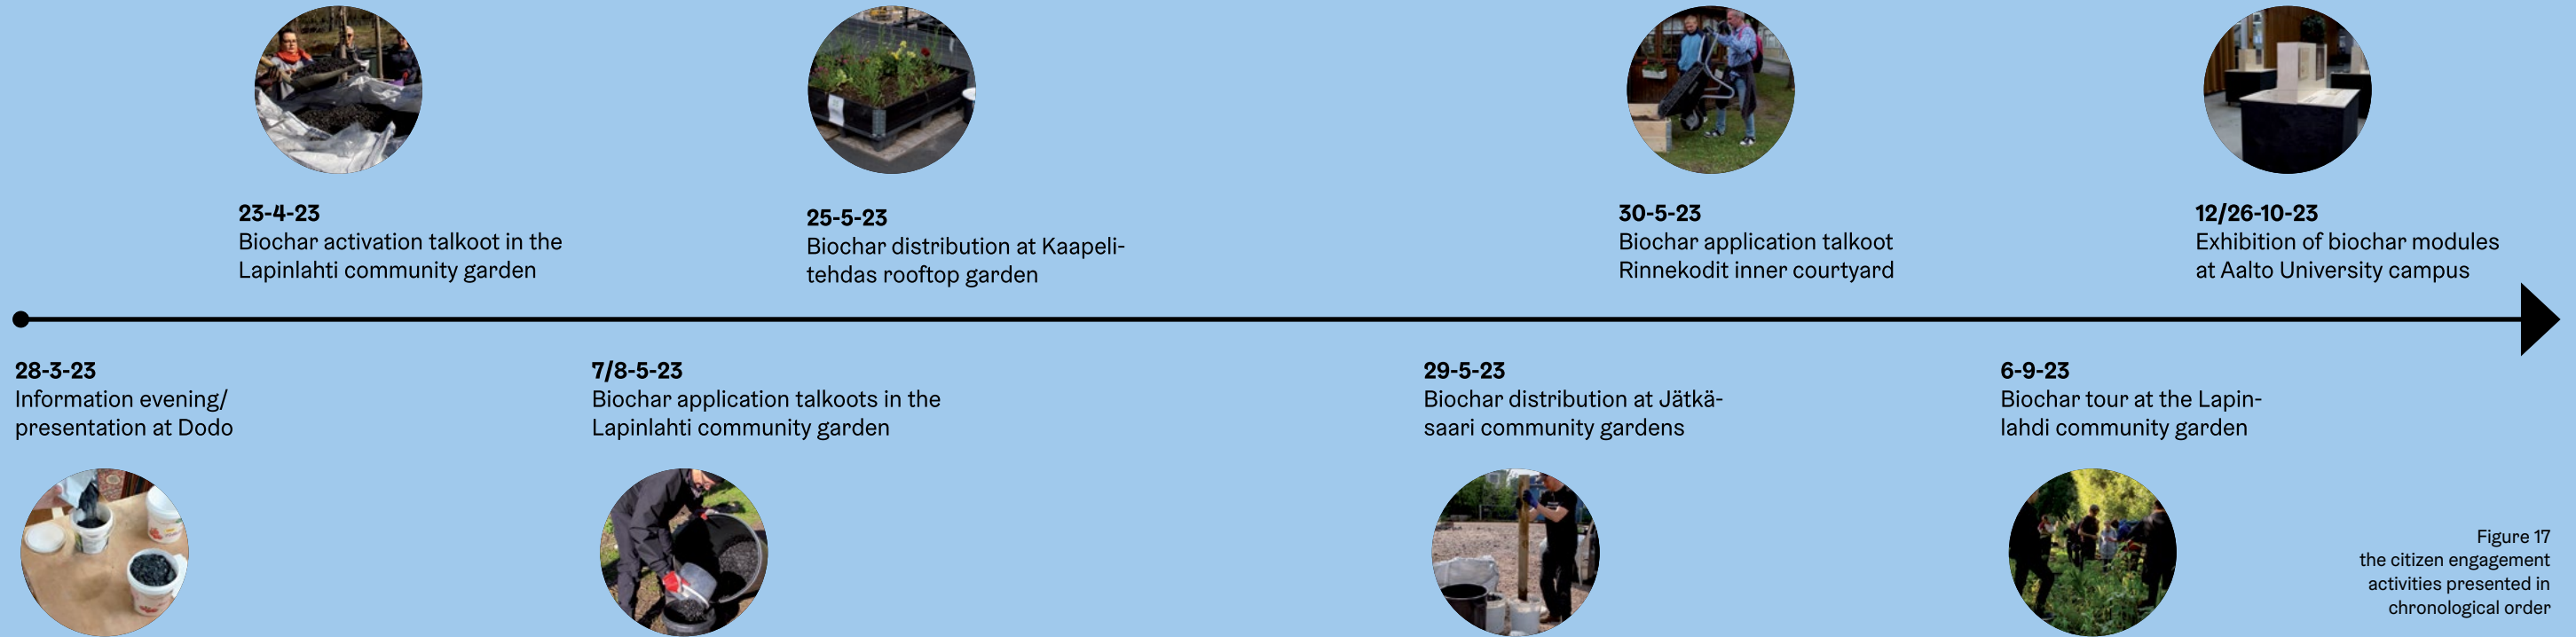 23-4-23
Biochar activation talkoot in the
Lapinlahti community garden
25-5-23
Biochar distribution at Kaapeli-
tehdas rooftop garden
30-5-23
Biochar application talkoot
Rinnekodit inner courtyard
12/26-10-23
Exhibition of biochar modules
at Aalto University campus
28-3-23
Information evening/
presentation at Dodo
7/8-5-23
Biochar application talkoots in the
Lapinlahti community garden
29-5-23
Biochar distribution at Jätkä-
saari community gardens
6-9-23
Biochar tour at the Lapin-
lahdi community garden
Figure 17
the citizen engagement
activities presented in
chronological order